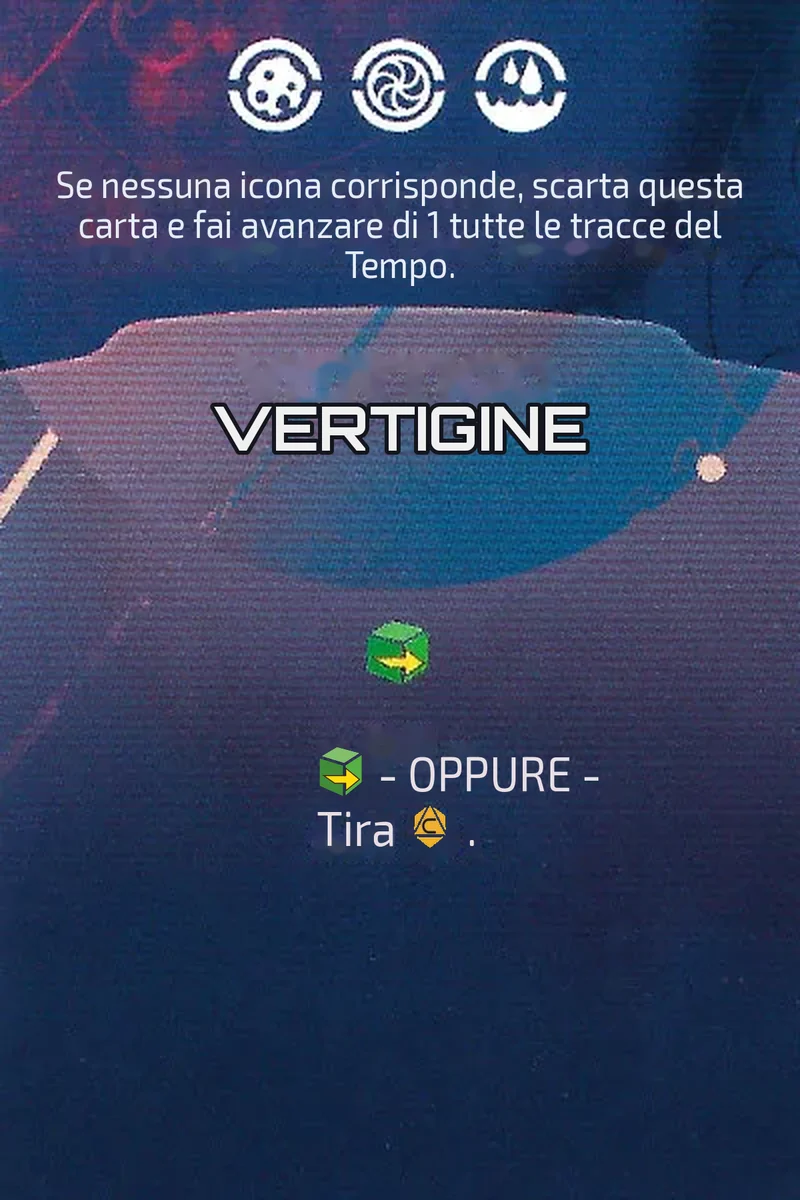 Se nessuna icona corrisponde, scarta questa
carta e fai avanzare di 1 tutte le tracce del
Tempo.
VERTIGINE
- OPPURE -
Tira C .